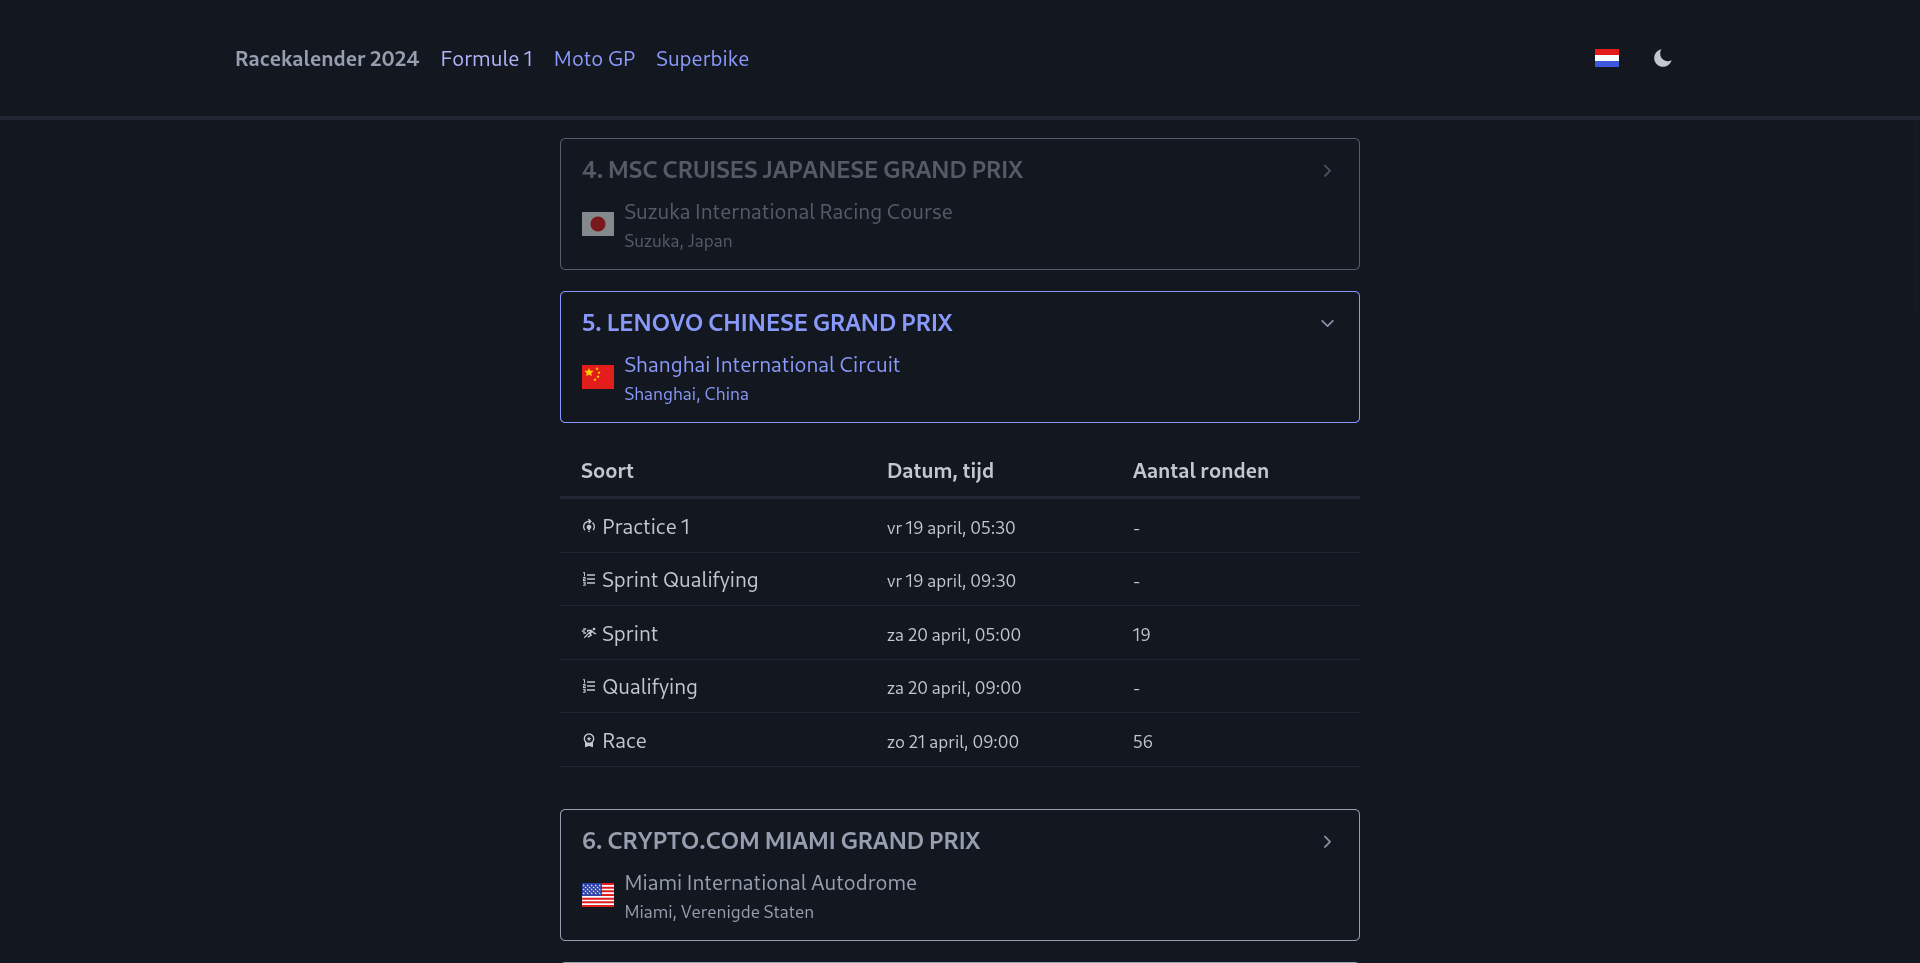 Racekalender 2024 Formule 1 Moto GP Superbike
4. MSC CRUISES JAPANESE GRAND PRIX
Suzuka International Racing Course
Suzuka, Japan
5. LENOVO CHINESE GRAND PRIX
Shanghai International Circuit
Shanghai, China
Soort Datum, tijd Aantal ronden
Practice 1 vr 19 april, 05:30 -
Sprint Qualifying vr 19 april, 09:30 -
Sprint za 20 april, 05:00 19
Qualifying za 20 april, 09:00 -
Race zo 21 april, 09:00 56
6. CRYPTO.COM MIAMI GRAND PRIX
Miami International Autodrome
Miami, Verenigde Staten